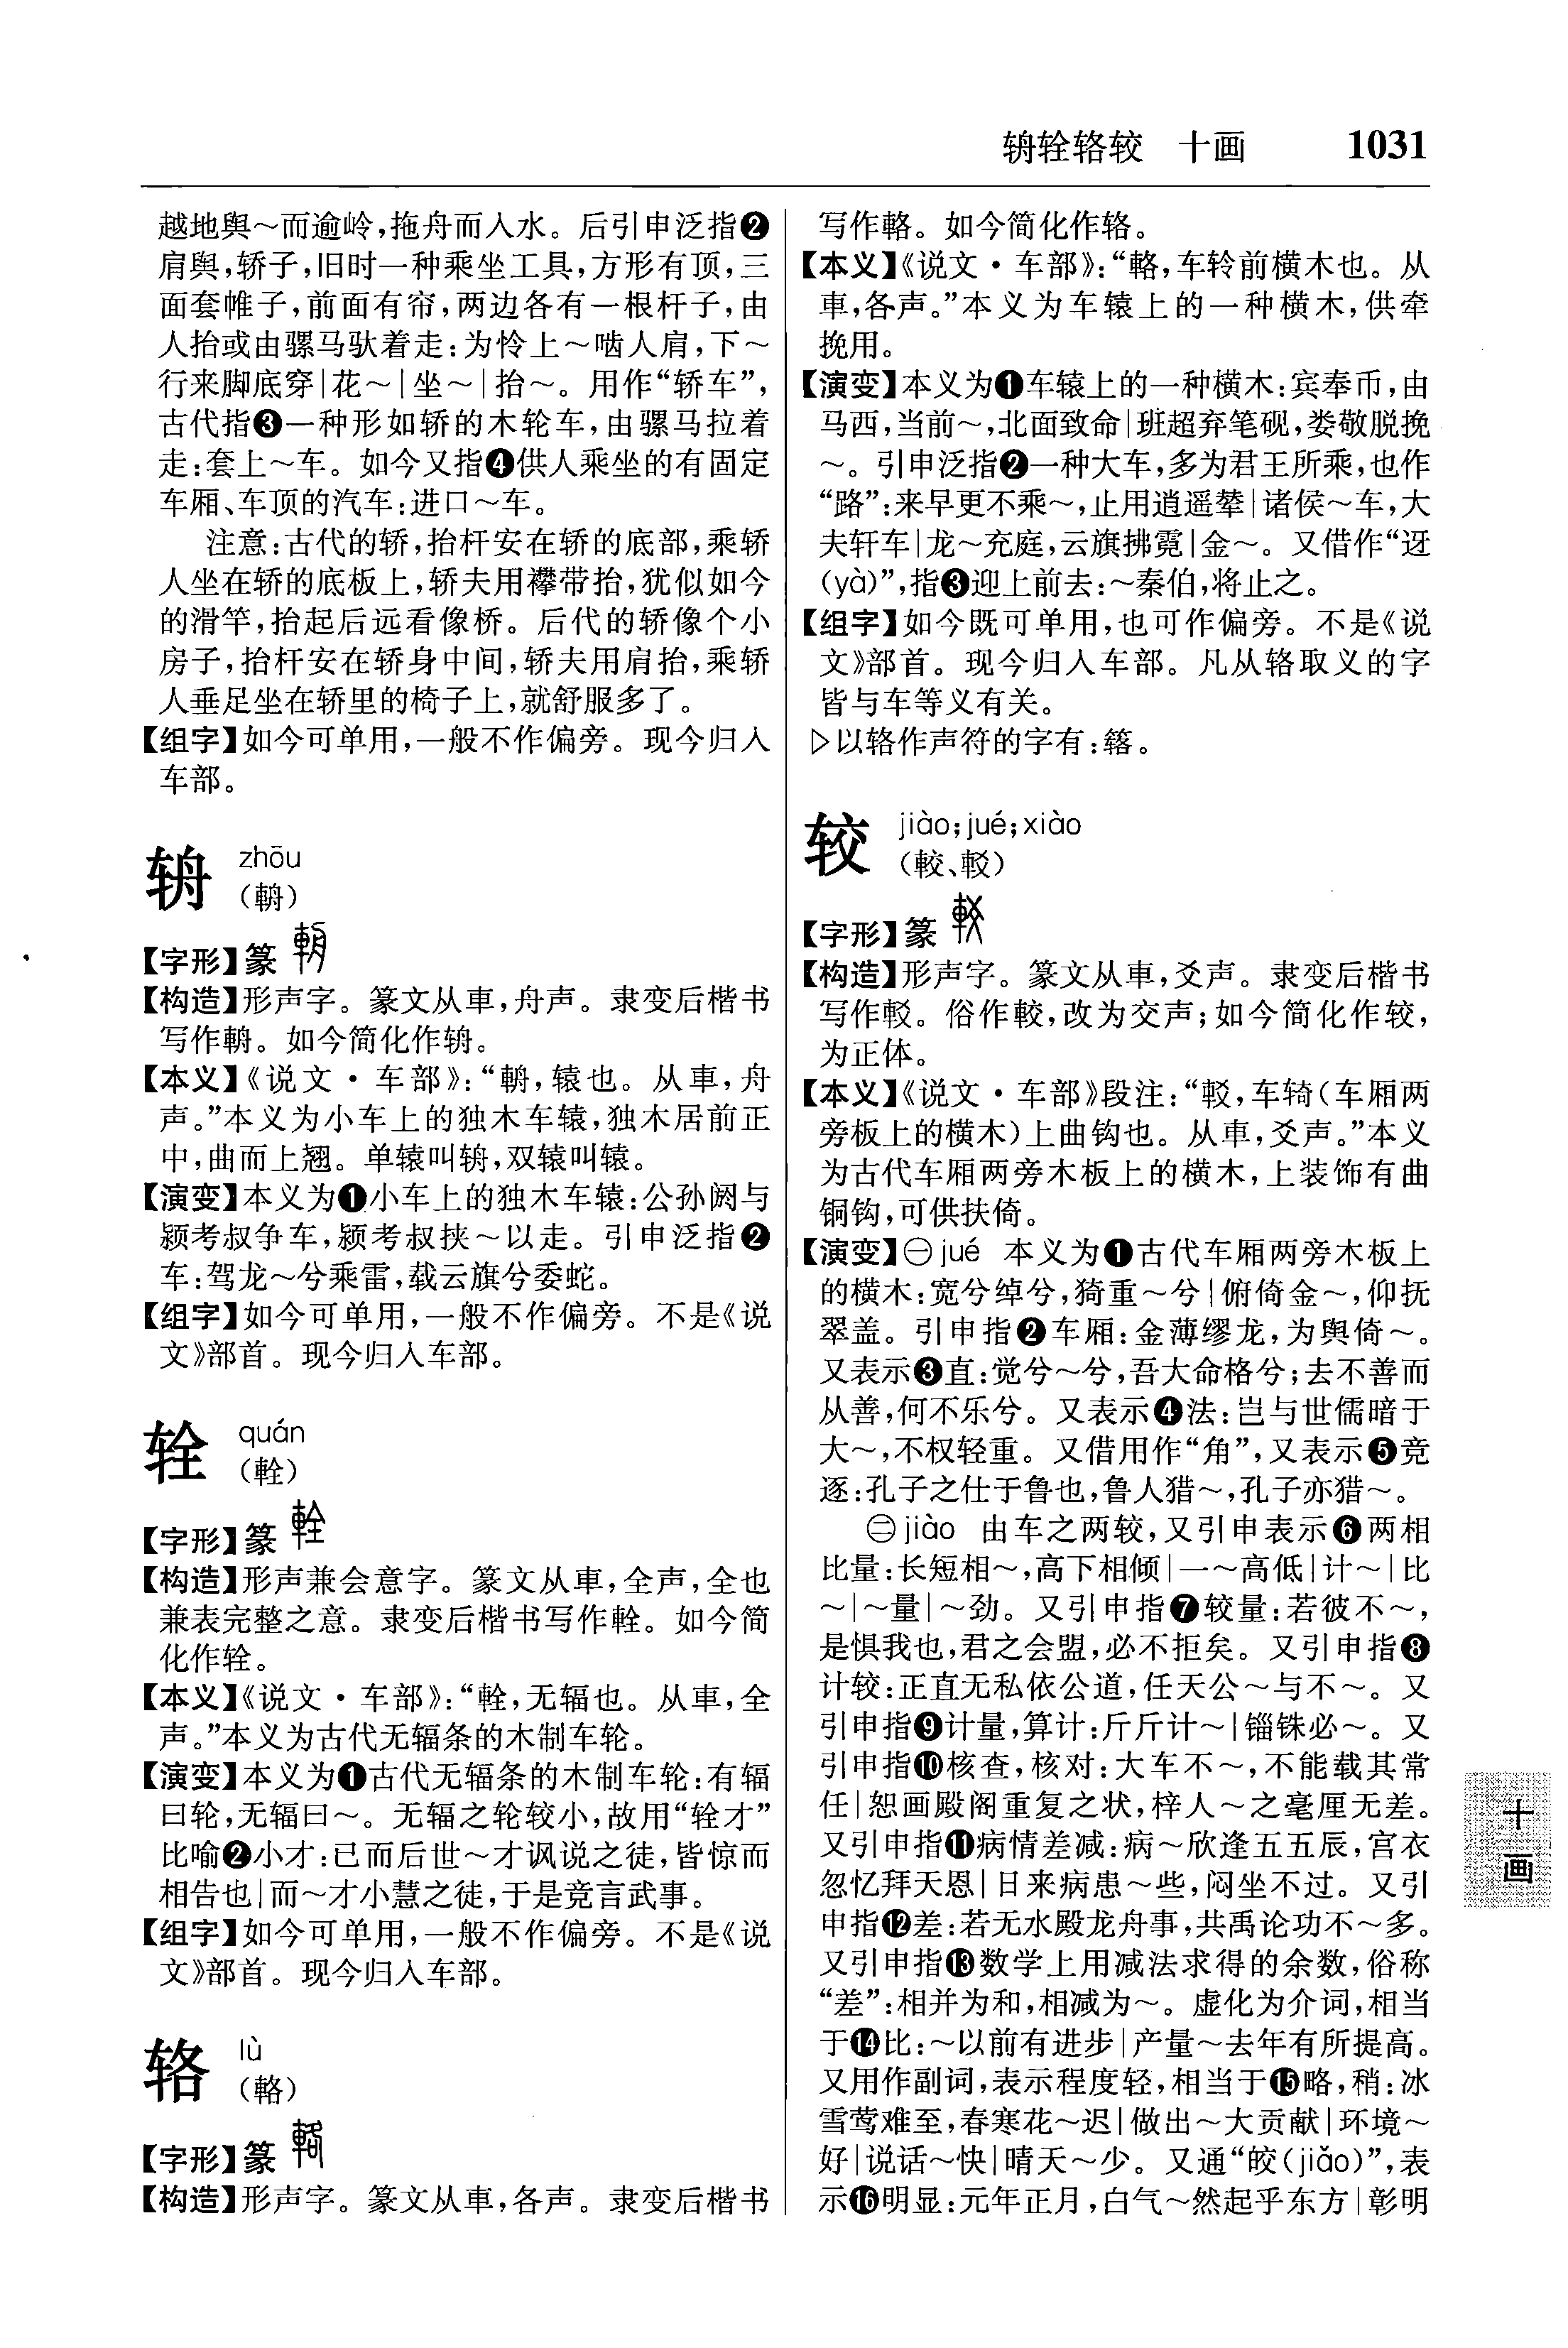 辀辁辂较　十画　1031
越地舆～而逾岭,拖舟而入水。后引申泛指❷
肩舆,轿子,旧时一种乘坐工具,方形有顶,三
面套帷子,前面有帘,两边各有一根杆子,由
人抬或由骡马驮着走:为怜上～啮人肩,下～
行来脚底穿|花～|坐～|抬～。用作“轿车”,
古代指❸一种形如轿的木轮车,由骡马拉着
走:套上～车。如今又指❹供人乘坐的有固定
车厢、车顶的汽车:进口～车。
注意:古代的轿,抬杆安在轿的底部,乘轿
人坐在轿的底板上,轿夫用襻带抬,犹似如今
的滑竿,抬起后远看像桥。后代的轿像个小
房子,抬杆安在轿身中间,轿夫用肩抬,乘轿
人垂足坐在轿里的椅子上,就舒服多了。
【组字】如今可单用,一般不作偏旁。现今归入
车部。
辀 zhōu
(輈)
【字形】篆
【构造】形声字。篆文从車,舟声。隶变后楷书
写作輈。如今简化作辀。
【本义】《说文·车部》:“輈,辕也。从車,舟
声。”本义为小车上的独木车辕,独木居前正
中,曲而上翘。单辕叫辀,双辕叫辕。
【演变】本义为❶小车上的独木车辕:公孙阏与
颍考叔争车,颍考叔挟～以走。引申泛指❷
车:驾龙～兮乘雷,载云旗兮委蛇。
【组字】如今可单用,一般不作偏旁。不是《说
文》部首。现今归入车部。
辁 quán
(輇)
【字形】篆
【构造】形声兼会意字。篆文从車,全声,全也
兼表完整之意。隶变后楷书写作輇。如今简
化作辁。
【本义】《说文·车部》:“輇,无辐也。从車,全
声。”本义为古代无辐条的木制车轮。
【演变】本义为❶古代无辐条的木制车轮:有辐
曰轮,无辐曰～。无辐之轮较小,故用“辁才”
比喻❷小才:已而后世～才讽说之徒,皆惊而
相告也|而～才小慧之徒,于是竞言武事。
【组字】如今可单用,一般不作偏旁。不是《说
文》部首。现今归入车部。
辂 lù
(輅)
【字形】篆
【构造】形声字。篆文从車,各声。隶变后楷书
写作輅。如今简化作辂。
【本义】《说文·车部》:“輅,车軨前横木也。从
車,各声。”本义为车辕上的一种横木,供牵
挽用。
【演变】本义为❶车辕上的一种横木:宾奉币,由
马西,当前～,北面致命|班超弃笔砚,娄敬脱挽
～。引申泛指❷一种大车,多为君王所乘,也作
“路”:来早更不乘～,止用逍遥辇|诸侯～车,大
夫轩车|龙～充庭,云旗拂霓|金～。又借作“迓
(yà)”,指❸迎上前去:～秦伯,将止之。
【组字】如今既可单用,也可作偏旁。不是《说
文》部首。现今归入车部。凡从辂取义的字
皆与车等义有关。
▷以辂作声符的字有:簬。
较 jiào;jué;xiào
(較、䡈)
【字形】篆
【构造】形声字。篆文从車,爻声。隶变后楷书
写作䡈。俗作較,改为交声;如今简化作较,
为正体。
【本义】《说文·车部》段注:“䡈,车輢(车厢两
旁板上的横木)上曲钩也。从車,爻声。”本义
为古代车厢两旁木板上的横木,上装饰有曲
铜钩,可供扶倚。
【演变】㊀jué 本义为❶古代车厢两旁木板上
的横木:宽兮绰兮,猗重～兮|俯倚金～,仰抚
翠盖。引申指❷车厢:金薄缪龙,为舆倚～。
又表示❸直:觉兮～兮,吾大命格兮;去不善而
从善,何不乐兮。又表示❹法:岂与世儒暗于
大～,不权轻重。又借用作“角”,又表示❺竞
逐:孔子之仕于鲁也,鲁人猎～,孔子亦猎～。
㊁jiào 由车之两较,又引申表示❻两相
比量:长短相～,高下相倾|一～高低|计～|比
～|～量|～劲。又引申指❼较量:若彼不～,
是惧我也,君之会盟,必不拒矣。又引申指❽
计较:正直无私依公道,任天公～与不～。又
引申指❾计量,算计:斤斤计～|锱铢必～。又
引申指❿核查,核对:大车不～,不能载其常
任|恕画殿阁重复之状,梓人～之毫厘无差。
又引申指⓫病情差减:病～欣逢五五辰,宫衣
忽忆拜天恩|日来病患～些,闷坐不过。又引
申指⓬差:若无水殿龙舟事,共禹论功不～多。
又引申指⓭数学上用减法求得的余数,俗称
“差”:相并为和,相减为～。虚化为介词,相当
于⓮比:～以前有进步|产量～去年有所提高。
又用作副词,表示程度轻,相当于⓯略,稍:冰
雪莺难至,春寒花～迟|做出～大贡献|环境～
好|说话～快|晴天～少。又通“皎(jiǎo)”,表
示⓰明显:元年正月,白气～然起乎东方|彰明
十
画